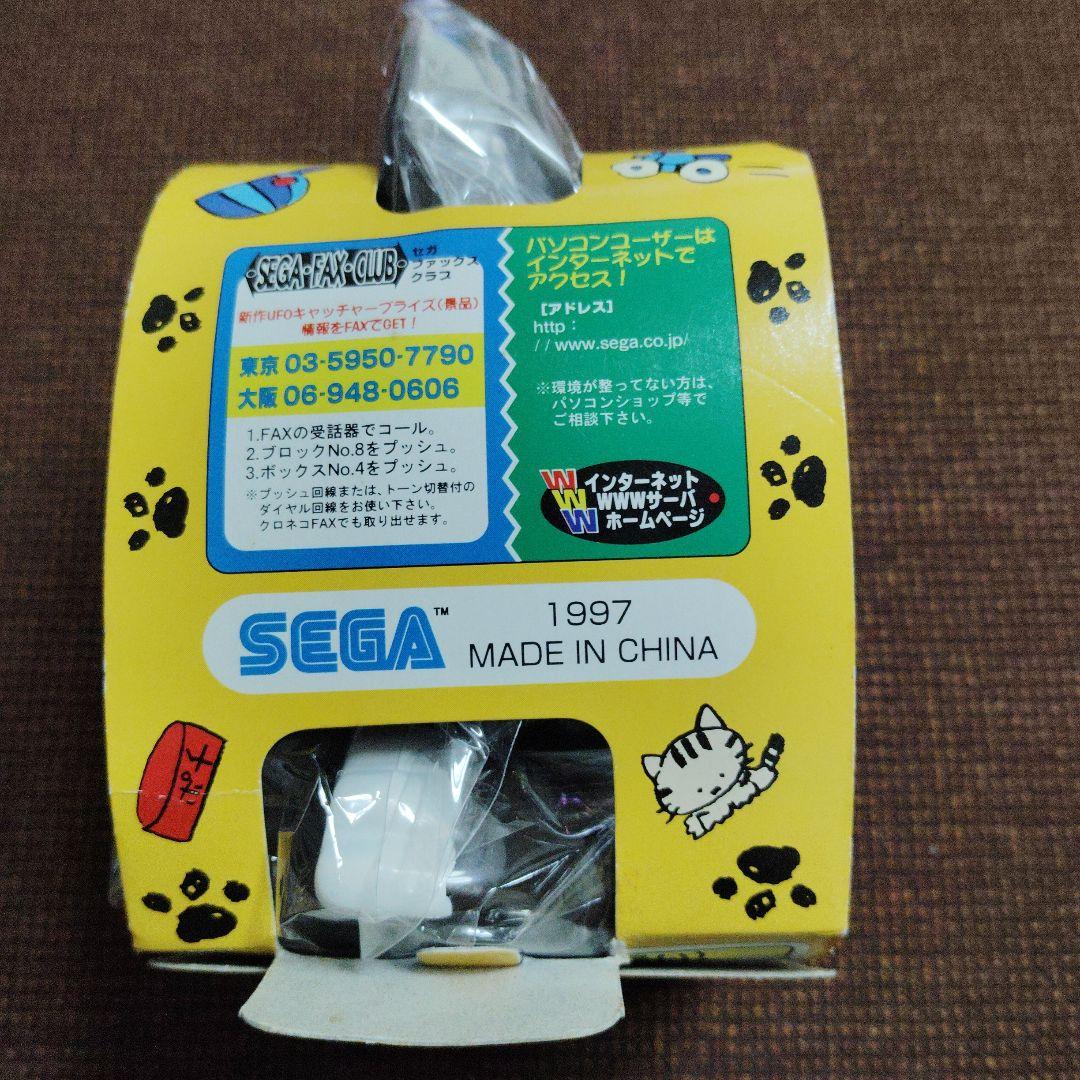 SEGA・FAX・CLUB
セガ
ファックス
クラブ
新作UFOキャッチャープライズ(景品)
情報をFAXでGET!
東京 03-5950-7790
大阪 06-948-0606
1.FAXの受話器でコール。
2.ブロックNo.8をプッシュ。
3.ボックスNo.4をプッシュ。
※プッシュ回線または、トーン切替付の
ダイヤル回線をお使い下さい。
クロネコFAXでも取り出せます。
パソコンユーザーは
インターネットで
アクセス!
【アドレス】
http:
//www.sega.co.jp/
※環境が整ってない方は、
パソコンショップ等で
ご相談下さい。
WWW
インターネット
WWWサーバ
ホームページ
SEGA™
1997
MADE IN CHINA